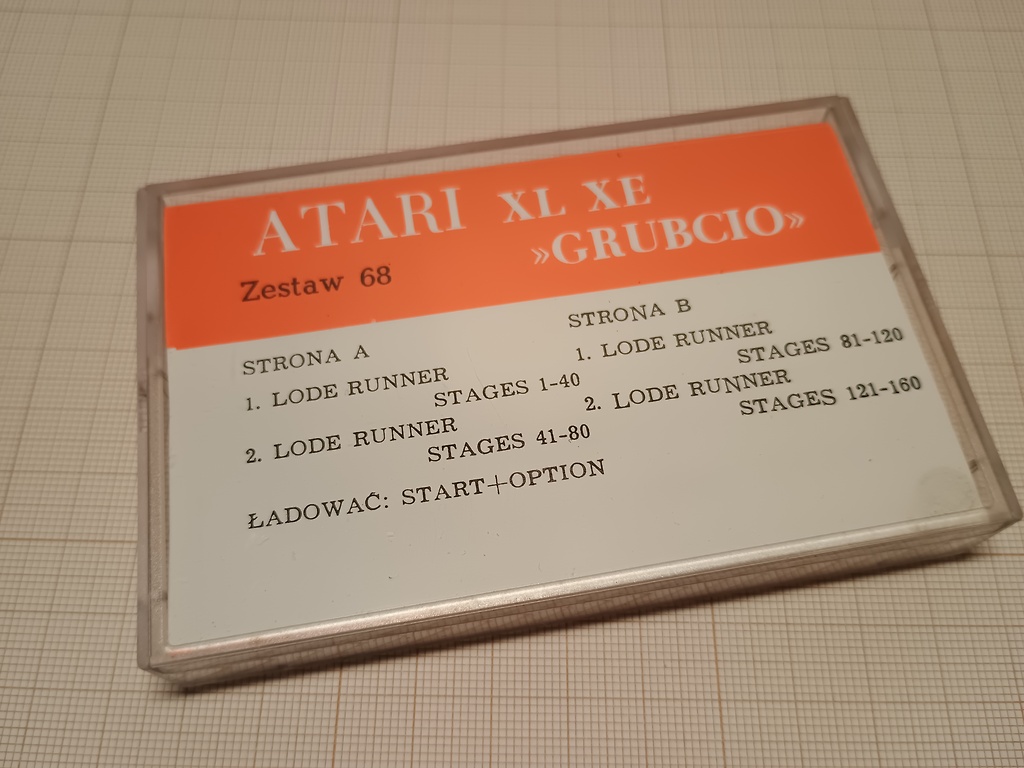 ATARI XL XE
»GRUBCIO»
Zestaw 68
STRONA A
1. LODE RUNNER
STAGES 1-40
2. LODE RUNNER
STAGES 41-80
ŁADOWAĆ: START+OPTION
STRONA B
1. LODE RUNNER
STAGES 81-120
2. LODE RUNNER
STAGES 121-160